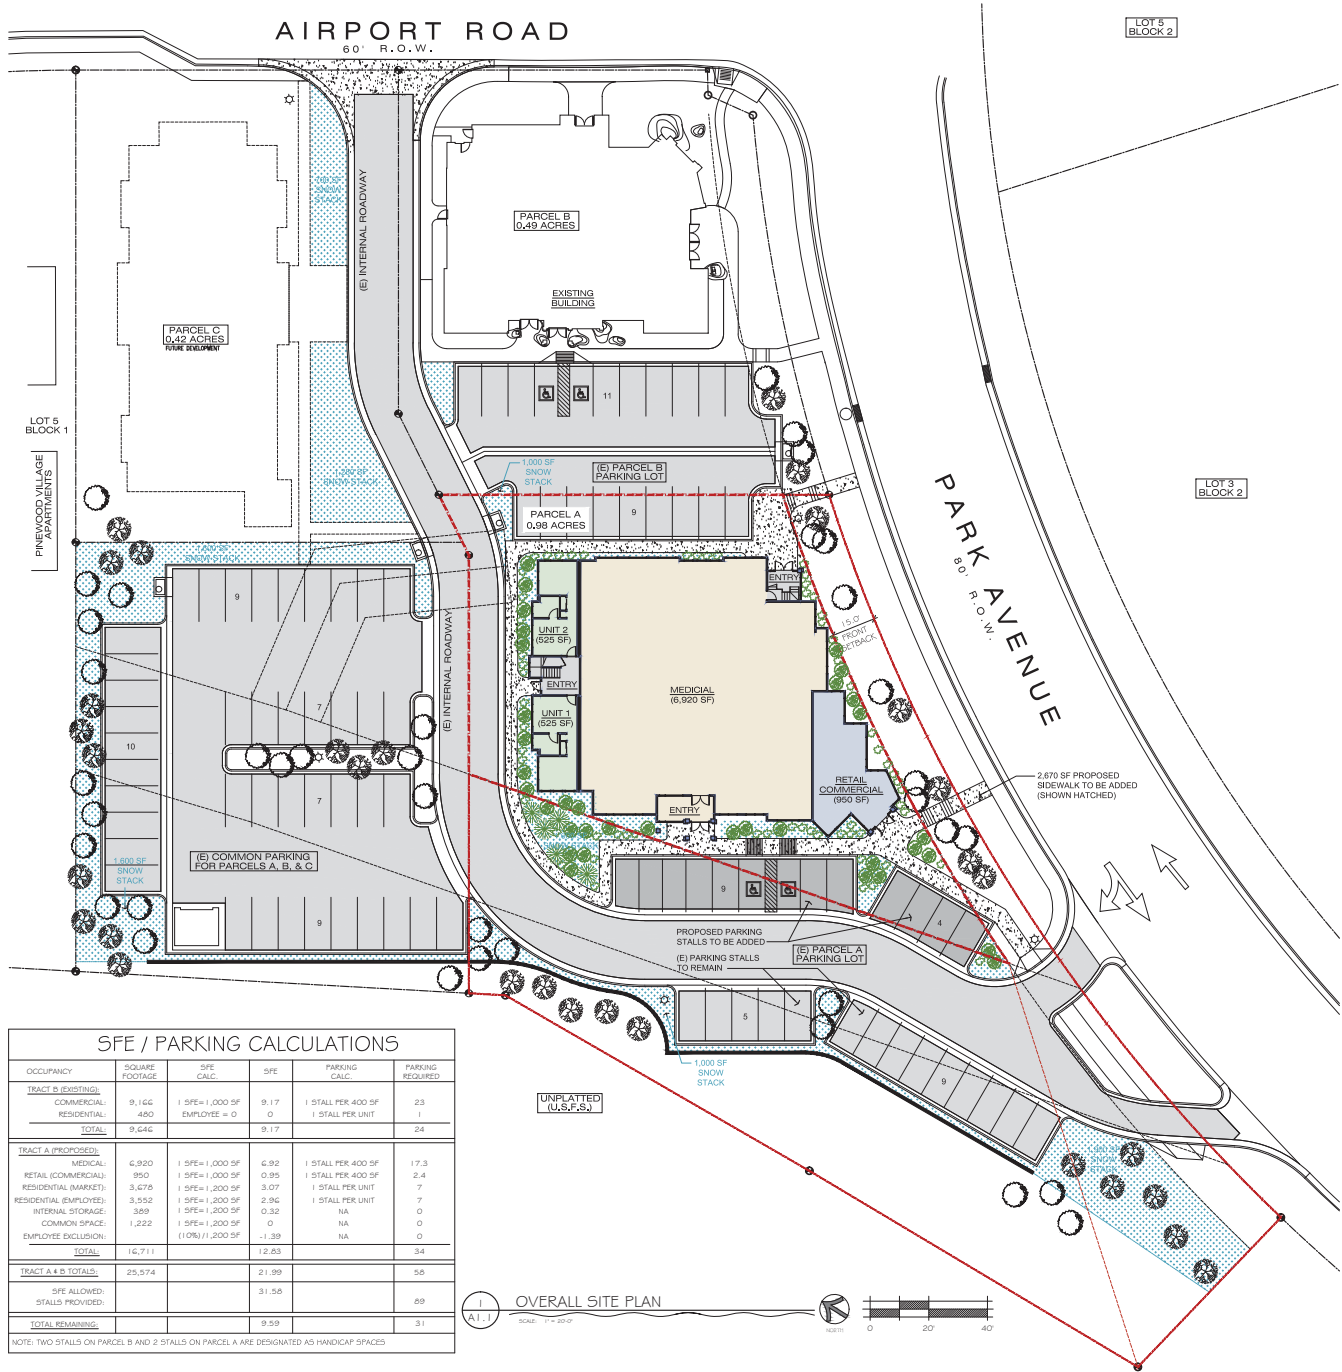 AIRPORT ROAD
60' R.O.W.
LOT 5
BLOCK 2
(E) INTERNAL ROADWAY
SNOW
STACK
PARCEL B
0.49 ACRES
EXISTING
BUILDING
PARCEL C
0.42 ACRES
FUTURE DEVELOPMENT
11
LOT 5
BLOCK 1
PINEWOOD VILLAGE
APARTMENTS
1,000 SF
SNOW
STACK
(E) PARCEL B
PARKING LOT
SNOW STACK
LOT 3
BLOCK 2
PARCEL A
0.98 ACRES
9
PARK AVENUE
80' R.O.W.
SNOW STACK
9
ENTRY
15.0'
FRONT
SETBACK
UNIT 2
(525 SF)
(E) INTERNAL ROADWAY
ENTRY
MEDICIAL
(6,920 SF)
UNIT 1
(525 SF)
7
10
RETAIL
COMMERCIAL
(950 SF)
2,670 SF PROPOSED
SIDEWALK TO BE ADDED
(SHOWN HATCHED)
7
ENTRY
1,600 SF
SNOW
STACK
(E) COMMON PARKING
FOR PARCELS A, B, & C
9
9
4
PROPOSED PARKING
STALLS TO BE ADDED
(E) PARCEL A
PARKING LOT
(E) PARKING STALLS
TO REMAIN
5
9
1,000 SF
SNOW
STACK
UNPLATTED
(U.S.F.S.)
SNOW
STACK
SFE / PARKING CALCULATIONS
OCCUPANCY SQUARE FOOTAGE SFE CALC. SFE PARKING CALC. PARKING REQUIRED
TRACT B (EXISTING):
COMMERCIAL: 9,166 1 SFE=1,000 SF 9.17 1 STALL PER 400 SF 23
RESIDENTIAL: 480 EMPLOYEE = 0 0 1 STALL PER UNIT 1
TOTAL: 9,646 9.17 24
TRACT A (PROPOSED):
MEDICAL: 6,920 1 SFE=1,000 SF 6.92 1 STALL PER 400 SF 17.3
RETAIL (COMMERCIAL): 950 1 SFE=1,000 SF 0.95 1 STALL PER 400 SF 2.4
RESIDENTIAL (MARKET): 3,678 1 SFE=1,200 SF 3.07 1 STALL PER UNIT 7
RESIDENTIAL (EMPLOYEE): 3,552 1 SFE=1,200 SF 2.96 1 STALL PER UNIT 7
INTERNAL STORAGE: 389 1 SFE=1,200 SF 0.32 NA 0
COMMON SPACE: 1,222 1 SFE=1,200 SF 0 NA 0
EMPLOYEE EXCLUSION: (10%)/1,200 SF -1.39 NA 0
TOTAL: 16,711 12.83 34
TRACT A & B TOTALS: 25,574 21.99 58
SFE ALLOWED: 31.58
STALLS PROVIDED: 89
TOTAL REMAINING: 9.59 31
NOTE: TWO STALLS ON PARCEL B AND 2 STALLS ON PARCEL A ARE DESIGNATED AS HANDICAP SPACES
1
A1.1
OVERALL SITE PLAN
SCALE: 1" = 20'-0"
NORTH
0 20' 40'